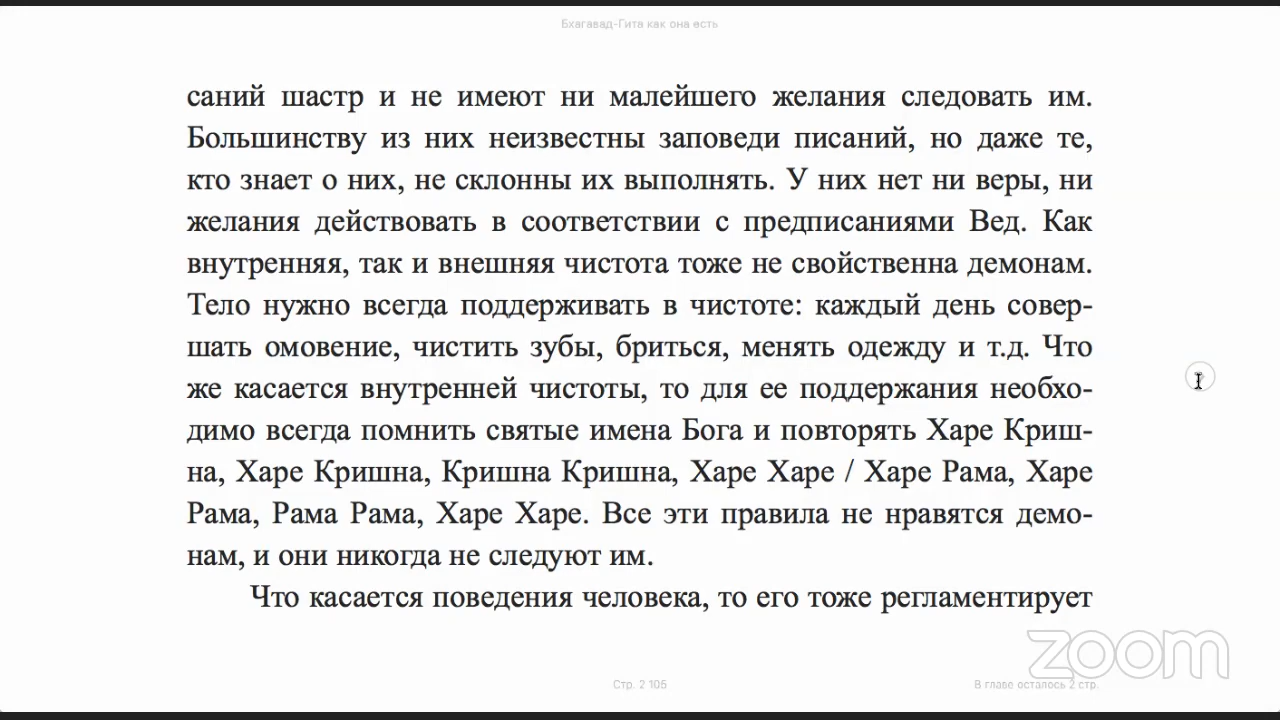 Бхагавад-Гита как она есть
саний шастр и не имеют ни малейшего желания следовать им.
Большинству из них неизвестны заповеди писаний, но даже те,
кто знает о них, не склонны их выполнять. У них нет ни веры, ни
желания действовать в соответствии с предписаниями Вед. Как
внутренняя, так и внешняя чистота тоже не свойственна демонам.
Тело нужно всегда поддерживать в чистоте: каждый день совер-
шать омовение, чистить зубы, бриться, менять одежду и т.д. Что
же касается внутренней чистоты, то для ее поддержания необхо-
димо всегда помнить святые имена Бога и повторять Харе Криш-
на, Харе Кришна, Кришна Кришна, Харе Харе / Харе Рама, Харе
Рама, Рама Рама, Харе Харе. Все эти правила не нравятся демо-
нам, и они никогда не следуют им.
Что касается поведения человека, то его тоже регламентирует
zoom
Стр. 2 105
В главе осталось 2 стр.